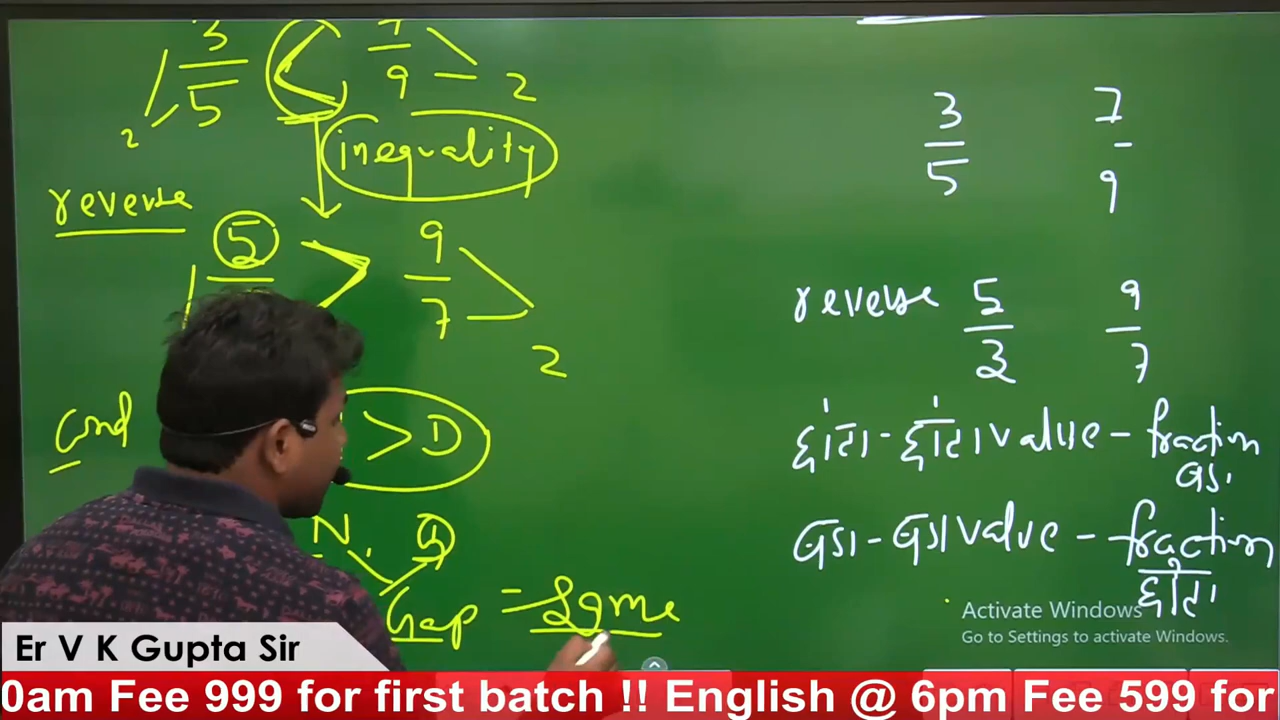 3/5 < 7/9
2
2
inequality
reverse
5 > 9/7
2
Cond > D
N. D
Gap = Same
3/5 7/9
reverse 5/3 9/7
छोटा - छोटा value - fraction
बड़ा
बड़ा - बड़ा value - fraction
छोटा
Activate Windows
Go to Settings to activate Windows.
Er V K Gupta Sir
0am Fee 999 for first batch !! English @ 6pm Fee 599 for